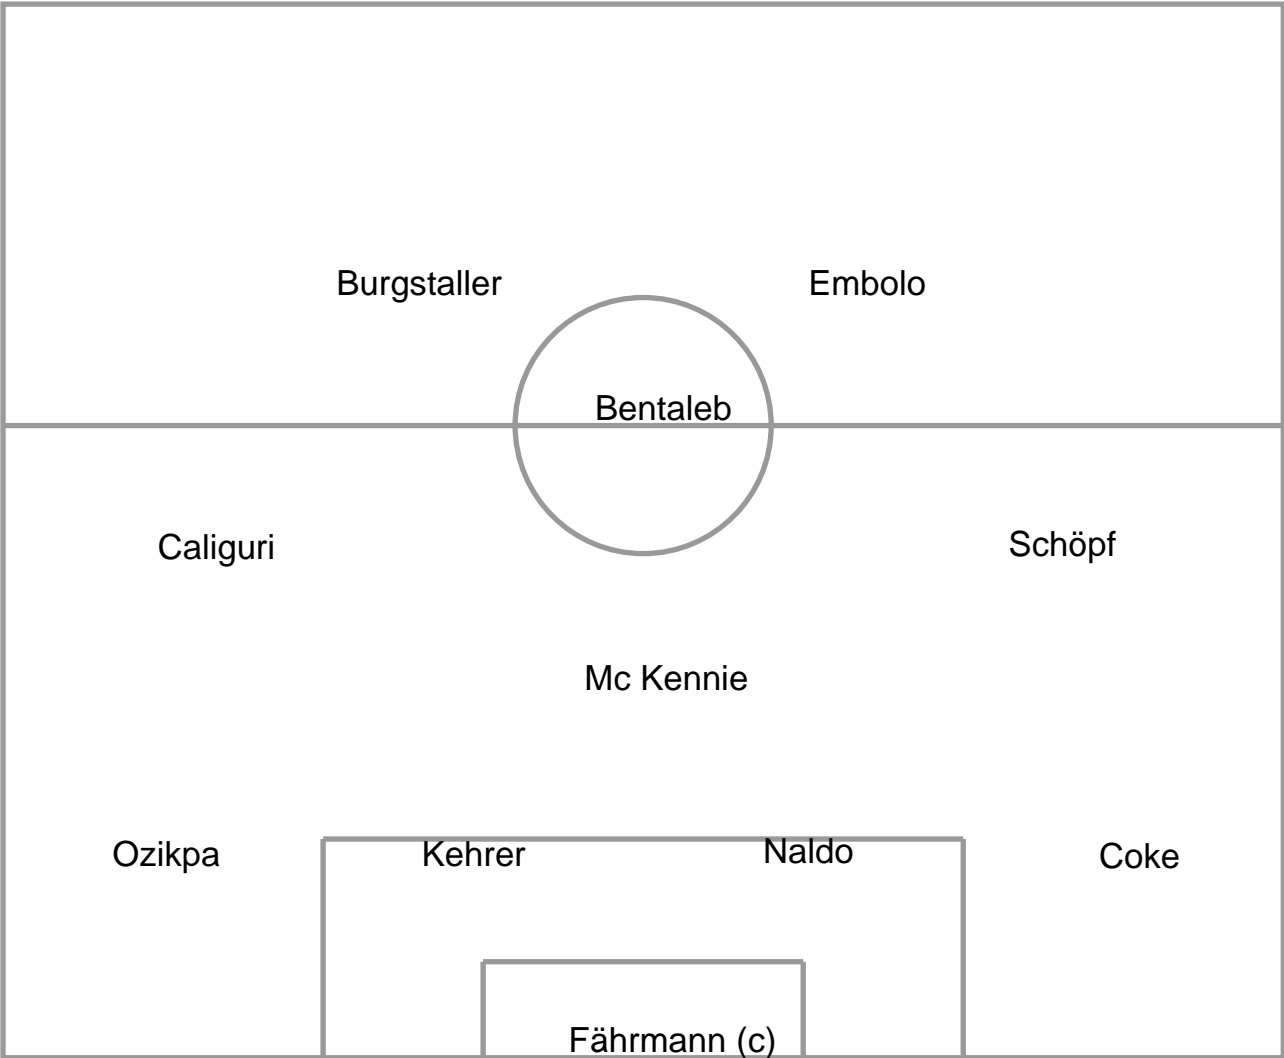 Burgstaller
Embolo
Bentaleb
Caliguri
Schöpf
Mc Kennie
Ozikpa
Kehrer
Naldo
Coke
Fährmann (c)